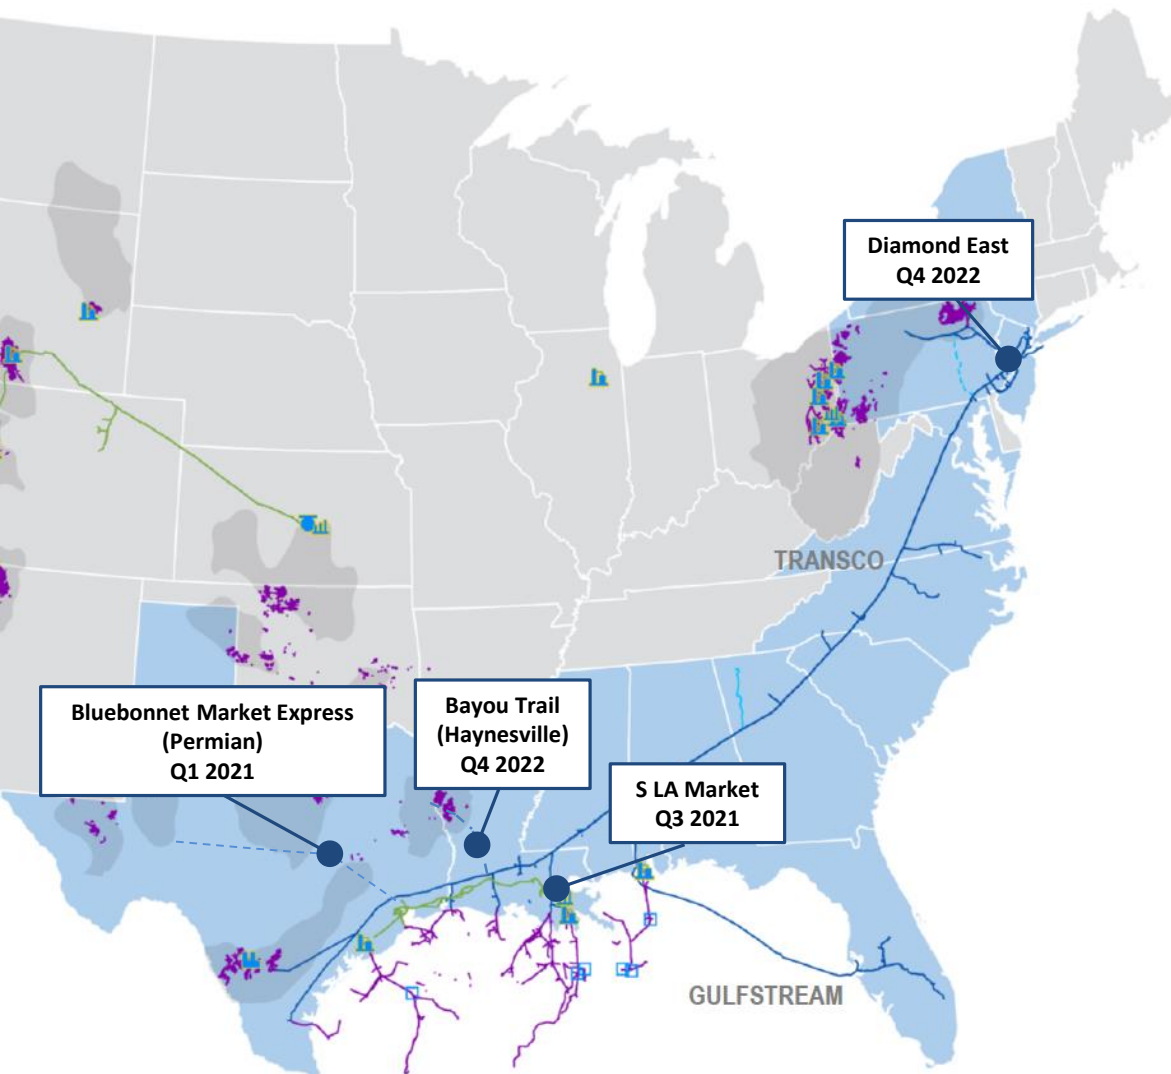 Diamond East
Q4 2022
TRANSCO
Bluebonnet Market Express
(Permian)
Q1 2021
Bayou Trail
(Haynesville)
Q4 2022
S LA Market
Q3 2021
GULFSTREAM